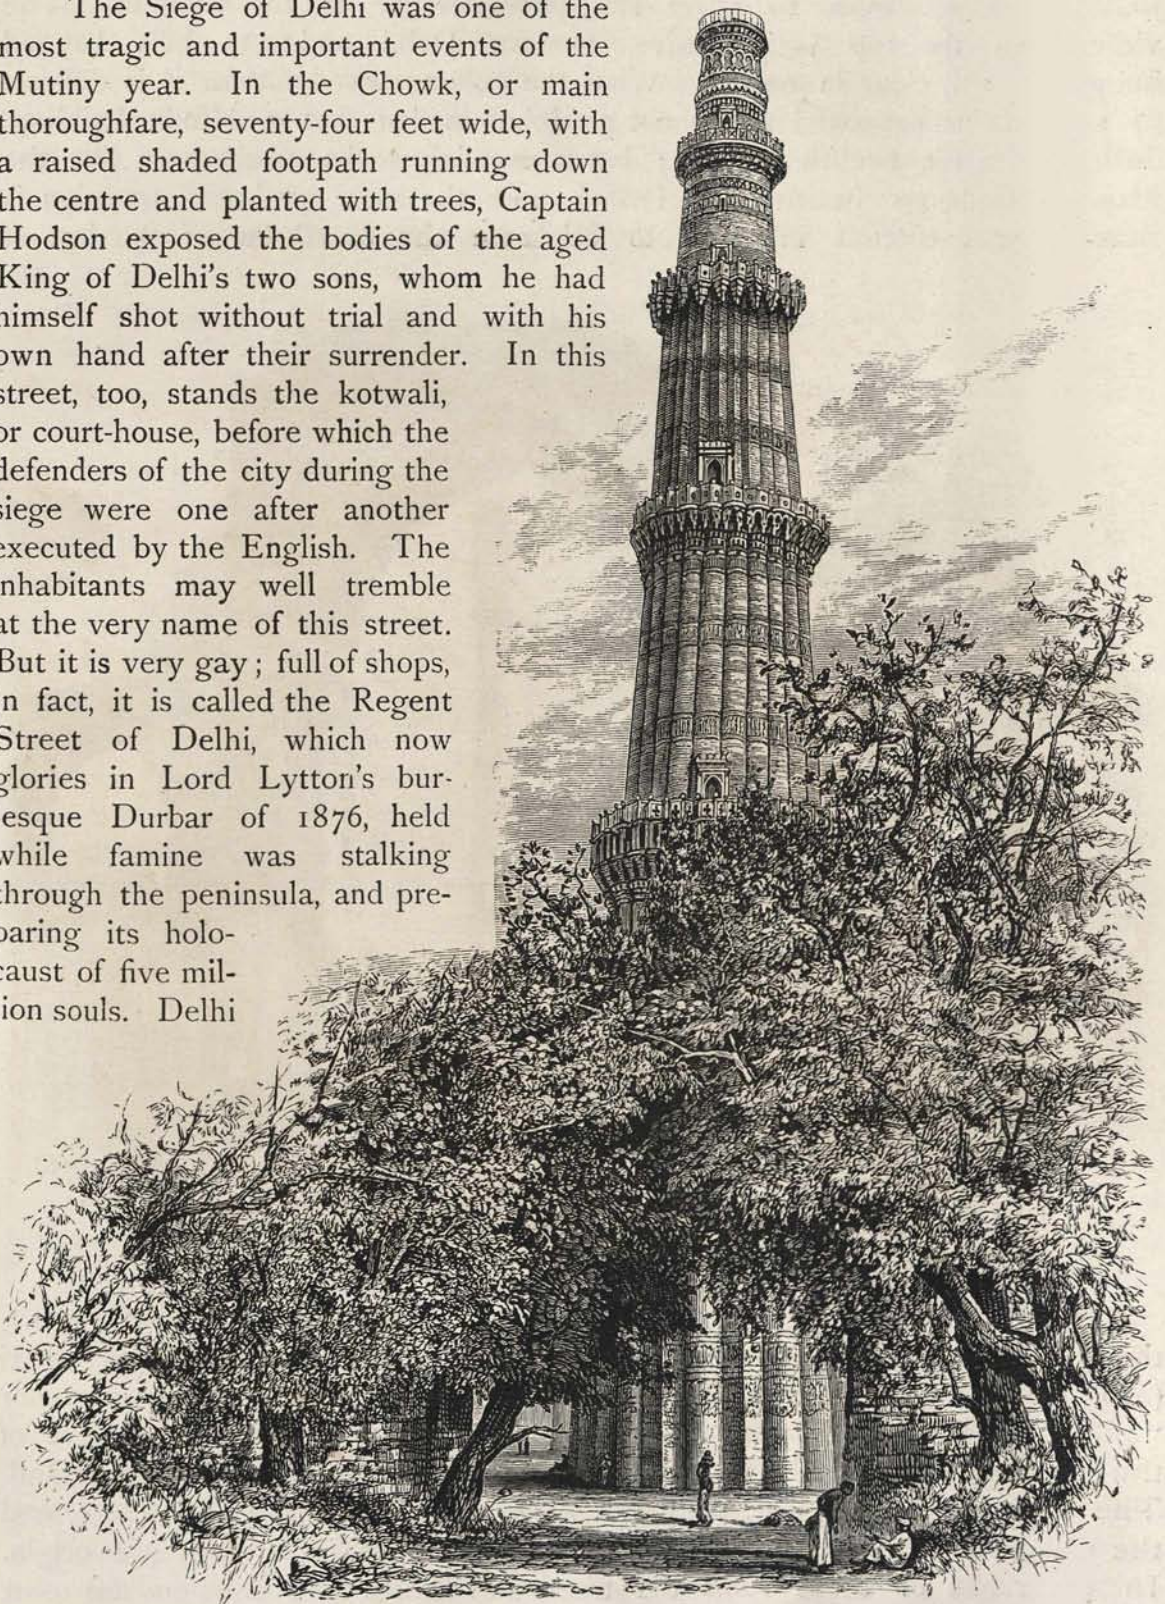 The Siege of Delhi was one of the
most tragic and important events of the
Mutiny year. In the Chowk, or main
thoroughfare, seventy-four feet wide, with
a raised shaded footpath running down
the centre and planted with trees, Captain
Hodson exposed the bodies of the aged
King of Delhi's two sons, whom he had
himself shot without trial and with his
own hand after their surrender. In this
street, too, stands the kotwali,
or court-house, before which the
defenders of the city during the
siege were one after another
executed by the English. The
nhabitants may well tremble
at the very name of this street.
But it is very gay; full of shops,
n fact, it is called the Regent
Street of Delhi, which now
glories in Lord Lytton's bur-
esque Durbar of 1876, held
while famine was stalking
through the peninsula, and pre-
paring its holo-
caust of five mil-
ion souls. Delhi